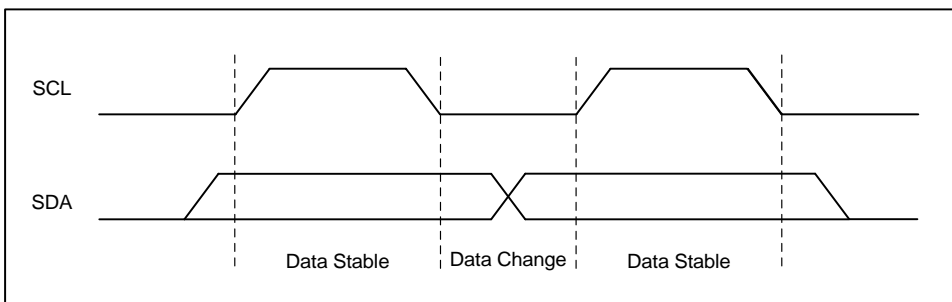 SCL
SDA
Data Stable
Data Change
Data Stable